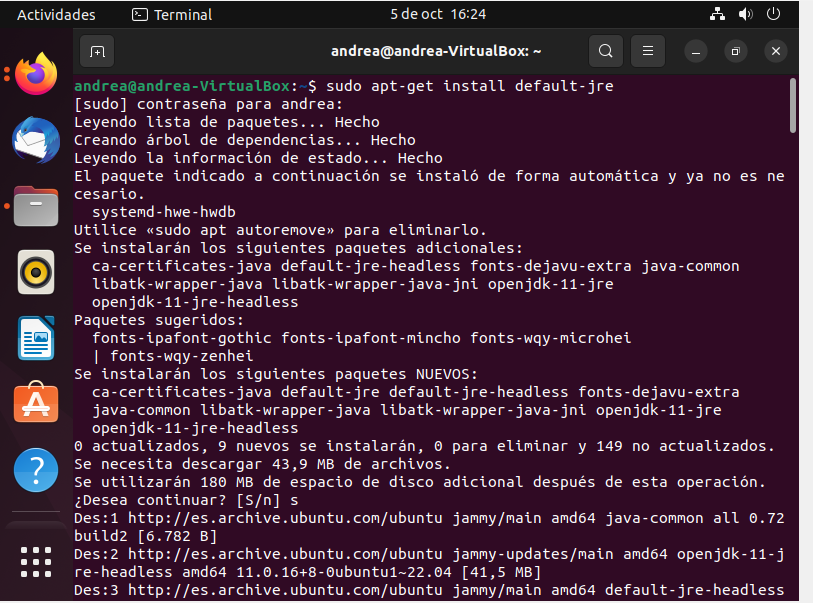 Actividades
Terminal
5 de oct 16:24
andrea@andrea-VirtualBox: ~
andrea@andrea-VirtualBox:~$ sudo apt-get install default-jre
[sudo] contraseña para andrea:
Leyendo lista de paquetes... Hecho
Creando árbol de dependencias... Hecho
Leyendo la información de estado... Hecho
El paquete indicado a continuación se instaló de forma automática y ya no es ne
cesario.
systemd-hwe-hwdb
Utilice «sudo apt autoremove» para eliminarlo.
Se instalarán los siguientes paquetes adicionales:
ca-certificates-java default-jre-headless fonts-dejavu-extra java-common
libatk-wrapper-java libatk-wrapper-java-jni openjdk-11-jre
openjdk-11-jre-headless
Paquetes sugeridos:
fonts-ipafont-gothic fonts-ipafont-mincho fonts-wqy-microhei
| fonts-wqy-zenhei
Se instalarán los siguientes paquetes NUEVOS:
ca-certificates-java default-jre default-jre-headless fonts-dejavu-extra
java-common libatk-wrapper-java libatk-wrapper-java-jni openjdk-11-jre
openjdk-11-jre-headless
0 actualizados, 9 nuevos se instalarán, 0 para eliminar y 149 no actualizados.
Se necesita descargar 43,9 MB de archivos.
Se utilizarán 180 MB de espacio de disco adicional después de esta operación.
¿Desea continuar? [S/n] s
Des:1 http://es.archive.ubuntu.com/ubuntu jammy/main amd64 java-common all 0.72
build2 [6.782 B]
Des:2 http://es.archive.ubuntu.com/ubuntu jammy-updates/main amd64 openjdk-11-j
re-headless amd64 11.0.16+8-0ubuntu1~22.04 [41,5 MB]
Des:3 http://es.archive.ubuntu.com/ubuntu jammy/main amd64 default-jre-headless